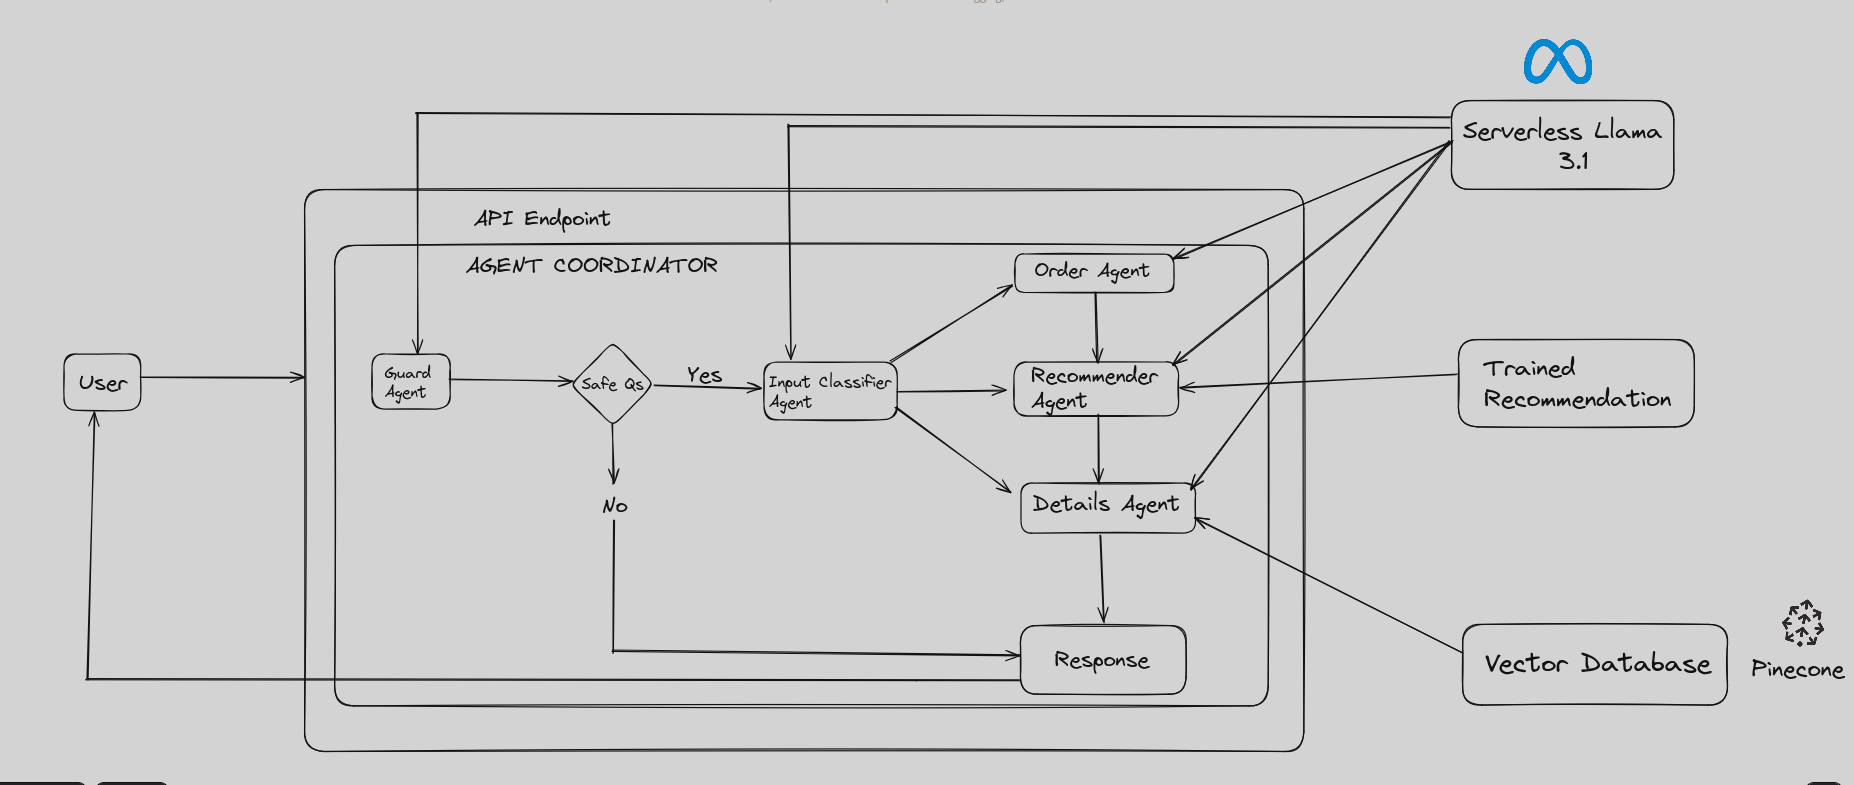 Serverless Llama
3.1
API Endpoint
AGENT COORDINATOR
Order Agent
User
Guard
Agent
Safe Qs
Yes
Input Classifier
Agent
Recommender
Agent
Trained
Recommendation
No
Details Agent
Response
Vector Database
Pinecone